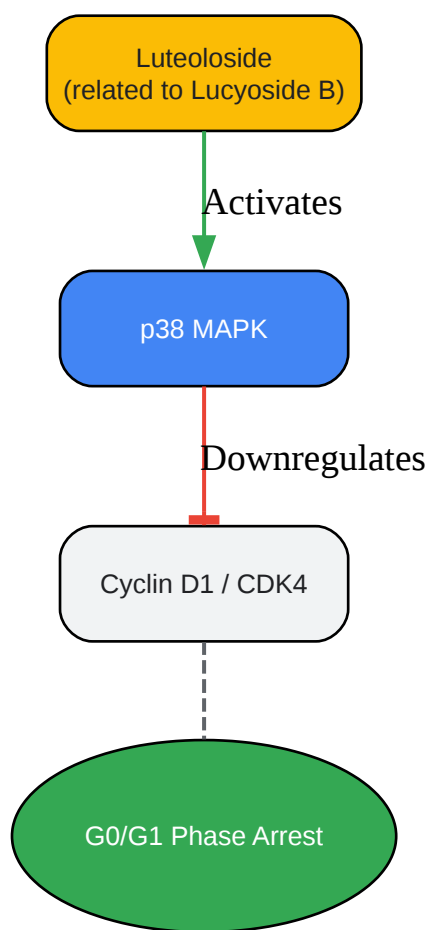 Luteoloside
(related to Lucyoside B)
Activates
p38 MAPK
Downregulates
Cyclin D1 / CDK4
G0/G1 Phase Arrest